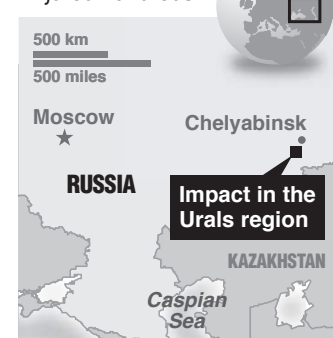 500 km
500 miles
Moscow
Chelyabinsk
RUSSIA
Impact in the
Urals region
KAZAKHSTAN
Caspian
Sea